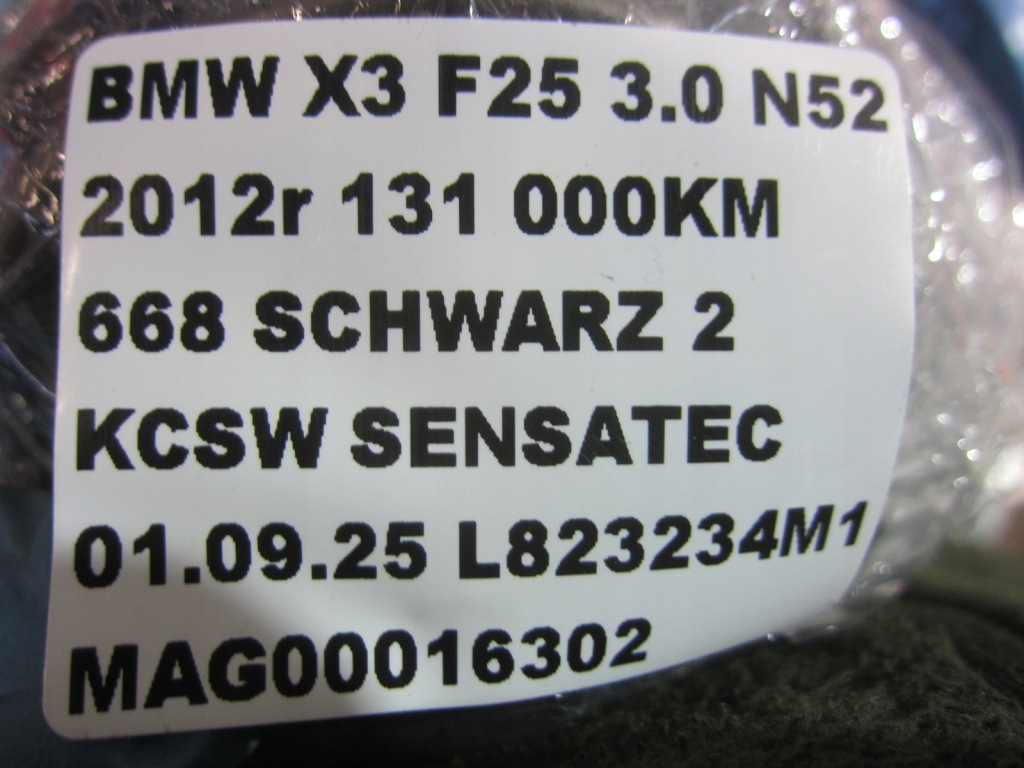 BMW X3 F25 3.0 N52
2012r 131 000KM
668 SCHWARZ 2
KCSW SENSATEC
01.09.25 L823234M1
MAG00016302